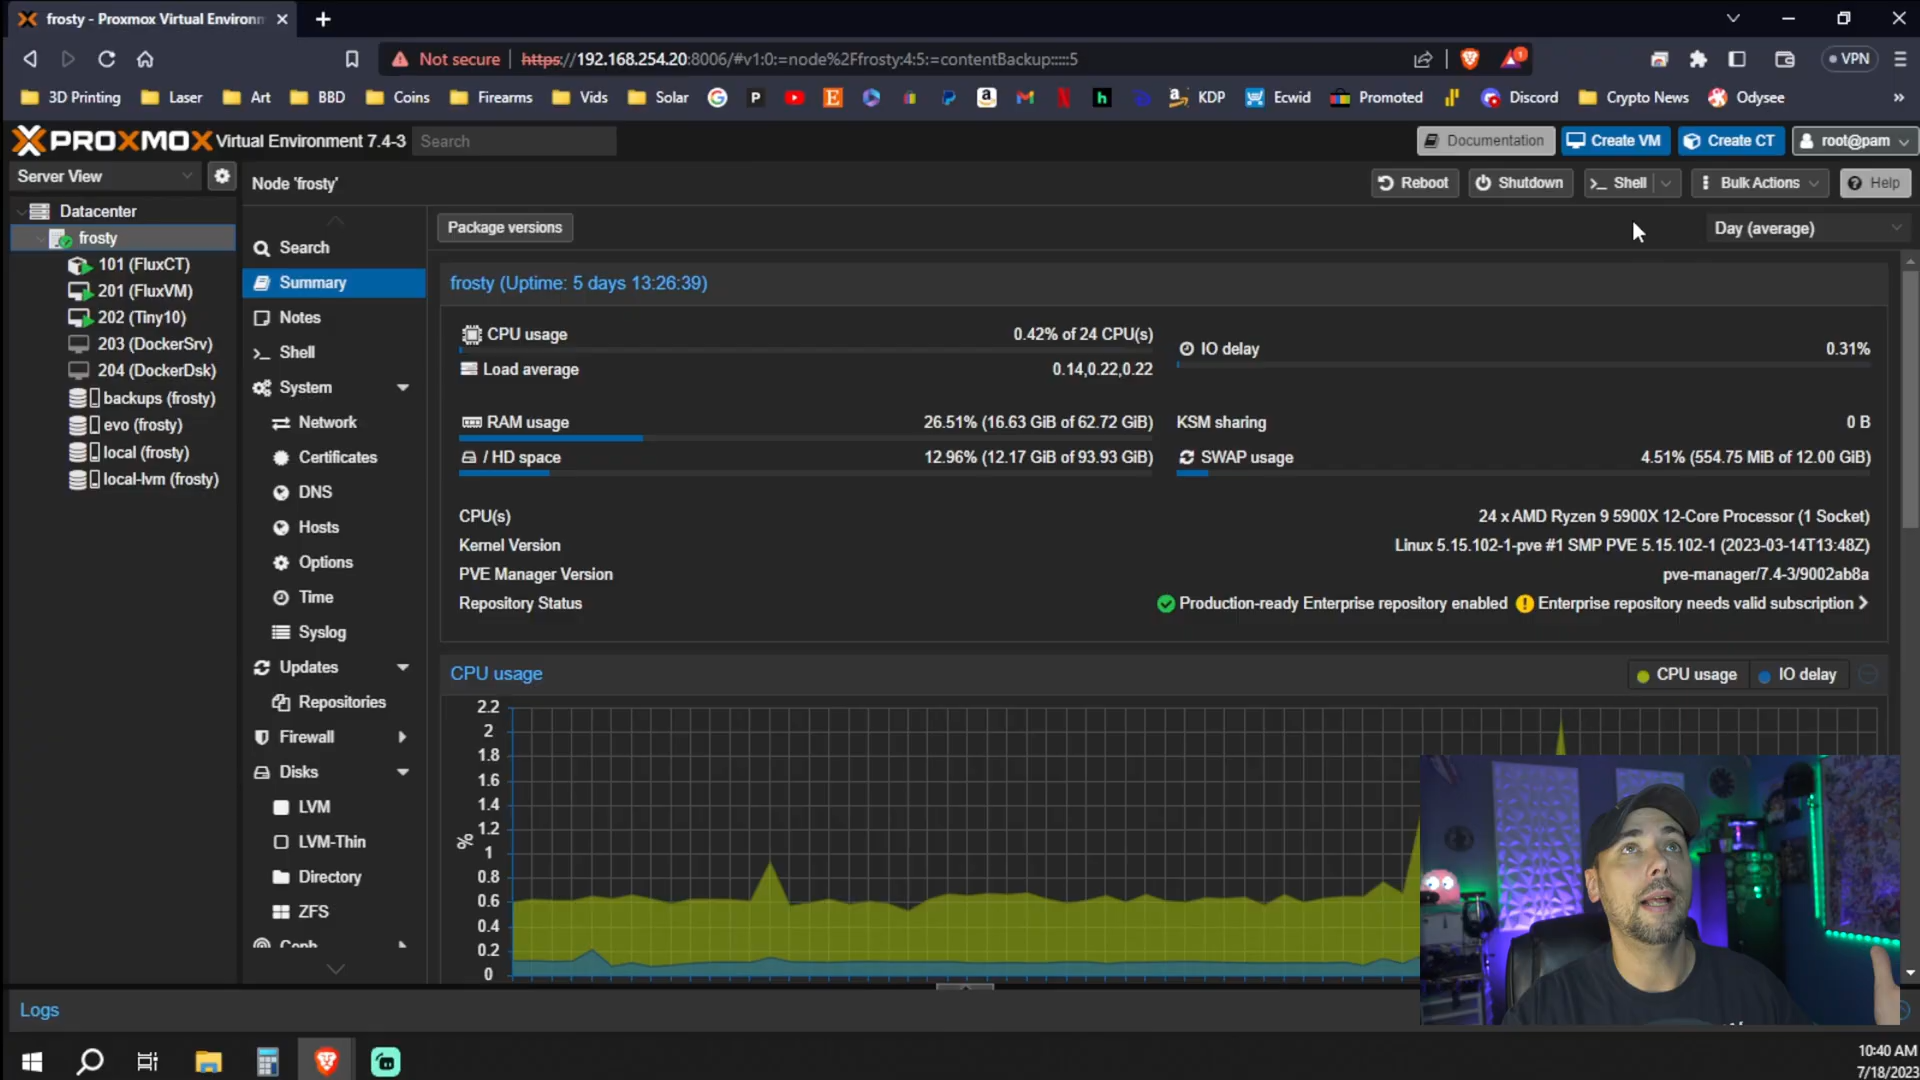 frosty - Proxmox Virtual Environm
Not secure
https://192.168.254.20:8006/#v1:0:=node%2Ffrosty:4:5:=contentBackup:::::5
VPN
3D Printing
Laser
Art
BBD
Coins
Firearms
Vids
Solar
KDP
Ecwid
Promoted
Discord
Crypto News
Odysee
PROXMOX Virtual Environment 7.4-3
Search
Documentation
Create VM
Create CT
root@pam
Server View
Node 'frosty'
Reboot
Shutdown
Shell
Bulk Actions
Help
Datacenter
frosty
101 (FluxCT)
201 (FluxVM)
202 (Tiny10)
203 (DockerSrv)
204 (DockerDsk)
backups (frosty)
evo (frosty)
local (frosty)
local-lvm (frosty)
Search
Summary
Notes
Shell
System
Network
Certificates
DNS
Hosts
Options
Time
Syslog
Updates
Repositories
Firewall
Disks
LVM
LVM-Thin
Directory
ZFS
Ceph
Package versions
Day (average)
frosty (Uptime: 5 days 13:26:39)
CPU usage
0.42% of 24 CPU(s)
IO delay
0.31%
Load average
0.14,0.22,0.22
RAM usage
26.51% (16.63 GiB of 62.72 GiB)
KSM sharing
0 B
/ HD space
12.96% (12.17 GiB of 93.93 GiB)
SWAP usage
4.51% (554.75 MiB of 12.00 GiB)
CPU(s)
24 x AMD Ryzen 9 5900X 12-Core Processor (1 Socket)
Kernel Version
Linux 5.15.102-1-pve #1 SMP PVE 5.15.102-1 (2023-03-14T13:48Z)
PVE Manager Version
pve-manager/7.4-3/9002ab8a
Repository Status
Production-ready Enterprise repository enabled
Enterprise repository needs valid subscription
CPU usage
CPU usage
IO delay
2.2
2
1.8
1.6
1.4
1.2
1
0.8
0.6
0.4
0.2
0
%
Logs
10:40 AM
7/18/2023